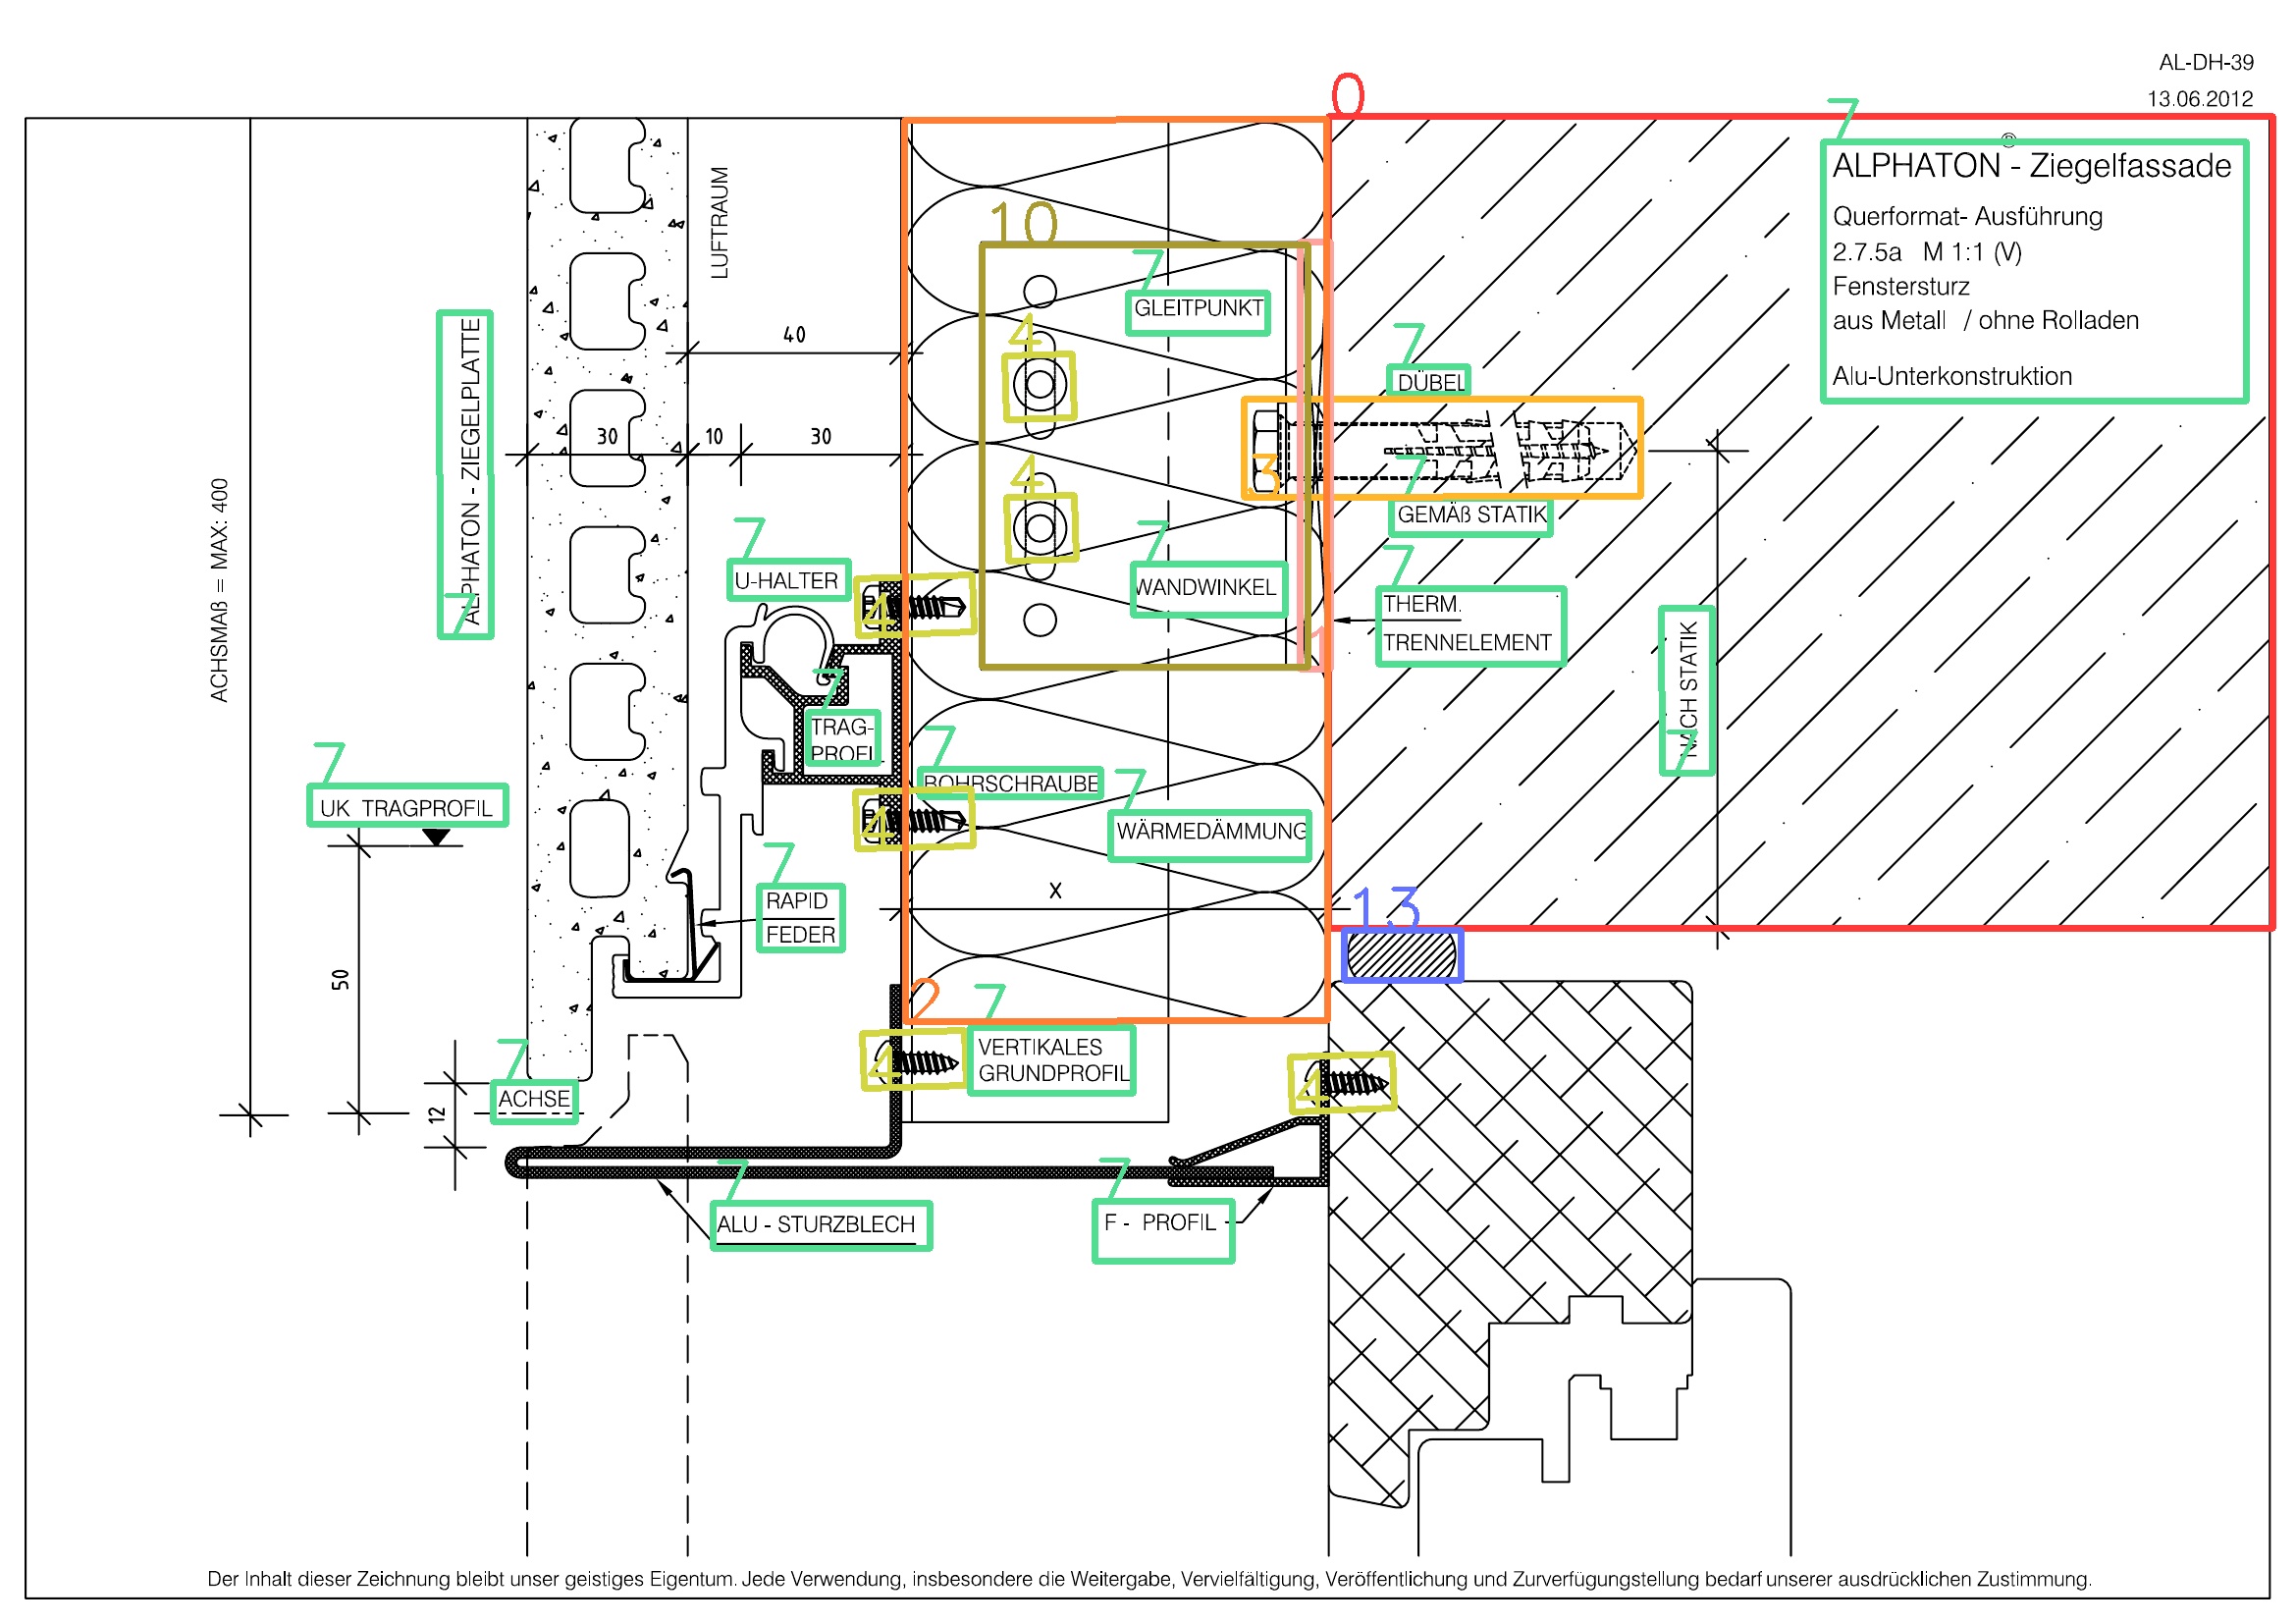 AL-DH-39
13.06.2012
0
7
®
ALPHATON - Ziegelfassade
Querformat- Ausführung
2.7.5a M 1:1 (V)
Fenstersturz
aus Metall / ohne Rolladen
Alu-Unterkonstruktion
LUFTRAUM
10
7
GLEITPUNKT
4
40
7
DÜBEL
ALPHATON - ZIEGELPLATTE
7
30
10
30
4
3
7
GEMÄß STATIK
ACHSMAß = MAX: 400
7
U-HALTER
4
7
WANDWINKEL
7
THERM.
TRENNELEMENT
1
NACH STATIK
7
7
TRAG-
PROFIL
7
UK TRAGPROFIL
7
BOHRSCHRAUBE
4
7
WÄRMEDÄMMUNG
7
RAPID
FEDER
X
13
50
2
7
VERTIKALES
GRUNDPROFIL
4
4
7
ACHSE
12
7
ALU - STURZBLECH
7
F - PROFIL
Der Inhalt dieser Zeichnung bleibt unser geistiges Eigentum. Jede Verwendung, insbesondere die Weitergabe, Vervielfältigung, Veröffentlichung und Zurverfügungstellung bedarf unserer ausdrücklichen Zustimmung.